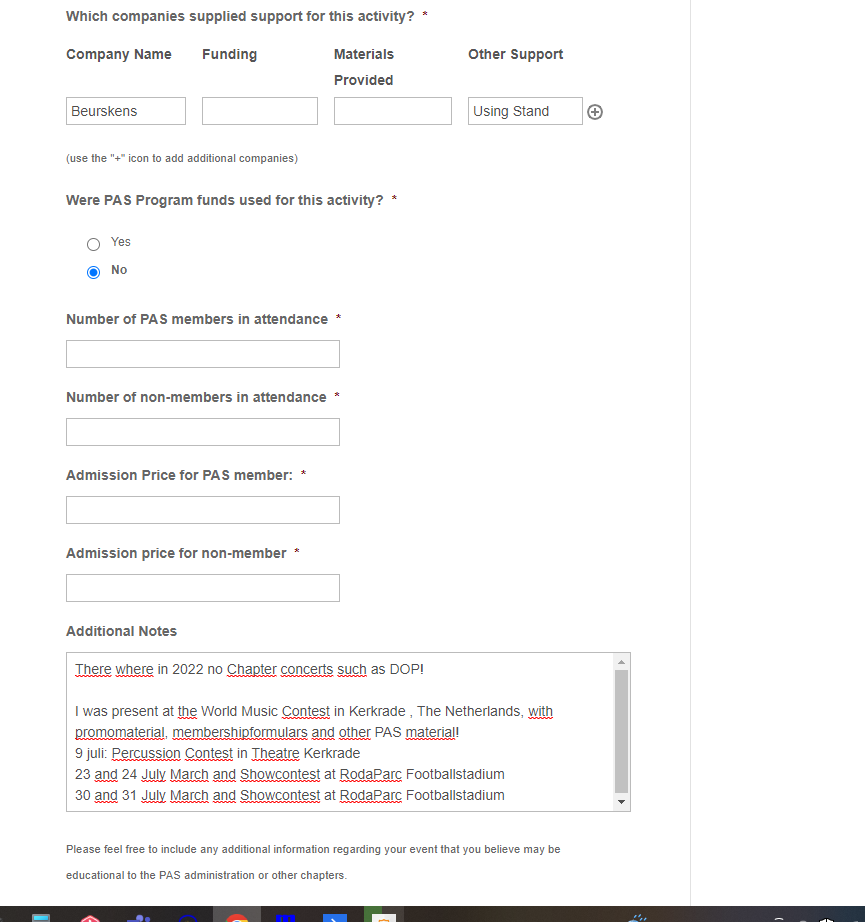 Which companies supplied support for this activity? *
Company Name Funding Materials Provided Other Support
Beurskens Using Stand
(use the "+" icon to add additional companies)
Were PAS Program funds used for this activity? *
Yes
No
Number of PAS members in attendance *
Number of non-members in attendance *
Admission Price for PAS member: *
Admission price for non-member *
Additional Notes
There where in 2022 no Chapter concerts such as DOP!
I was present at the World Music Contest in Kerkrade , The Netherlands, with
promomaterial, membershipformulars and other PAS material!
9 juli: Percussion Contest in Theatre Kerkrade
23 and 24 July March and Showcontest at RodaParc Footballstadium
30 and 31 July March and Showcontest at RodaParc Footballstadium
Please feel free to include any additional information regarding your event that you believe may be
educational to the PAS administration or other chapters.